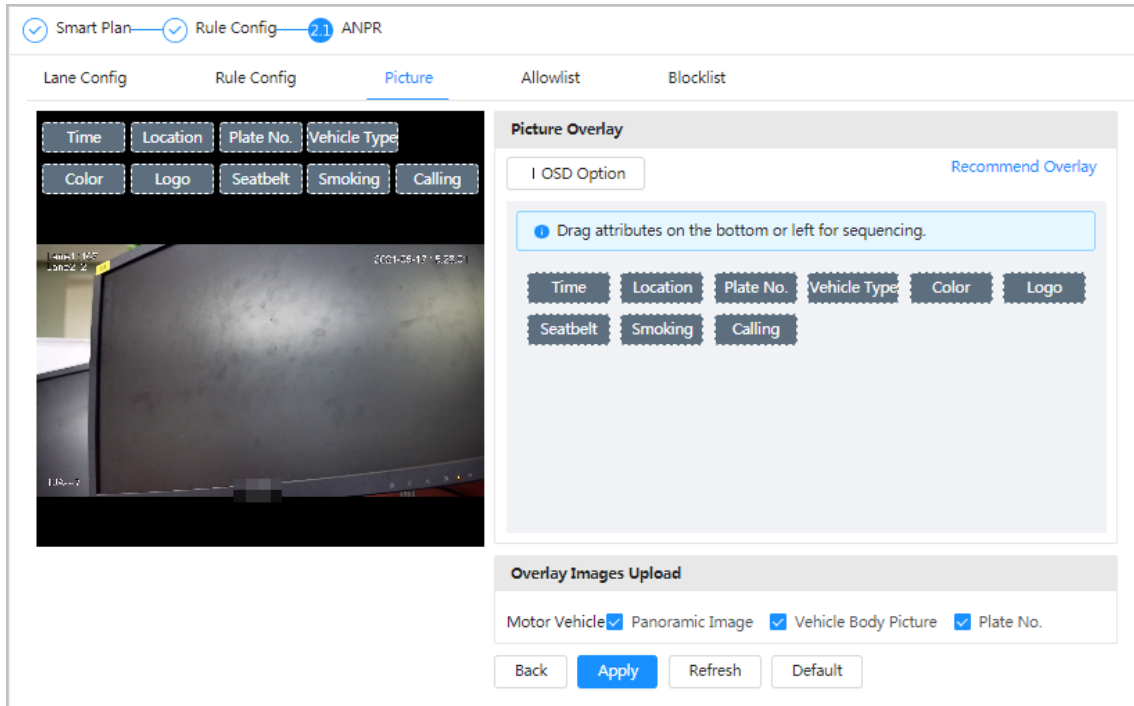 Smart Plan Rule Config 2.1 ANPR
Lane Config Rule Config Picture Allowlist Blocklist
Time Location Plate No. Vehicle Type
Color Logo Seatbelt Smoking Calling
Picture Overlay
I OSD Option Recommend Overlay
Drag attributes on the bottom or left for sequencing.
Time Location Plate No. Vehicle Type Color Logo
Seatbelt Smoking Calling
Overlay Images Upload
Motor Vehicle Panoramic Image Vehicle Body Picture Plate No.
Back Apply Refresh Default